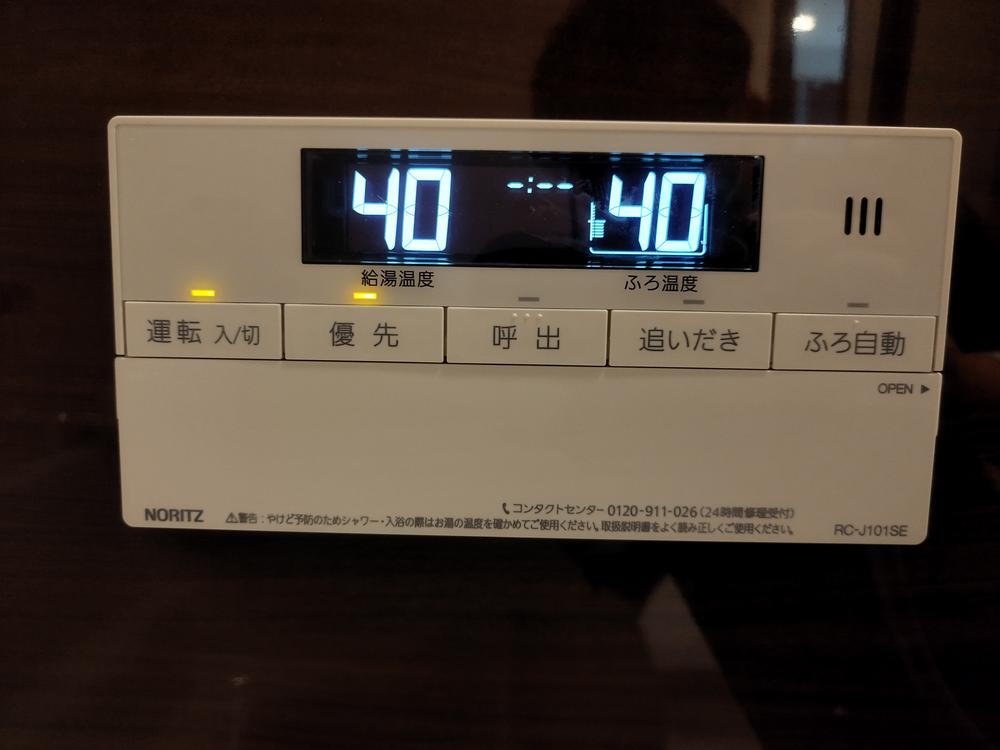 40 -:-- 40
給湯温度 ふろ温度
運転 入/切 優先 呼出 追いだき ふろ自動
OPEN ▶
コンタクトセンター 0120-911-026(24時間修理受付)
NORITZ ⚠警告:やけど予防のためシャワー・入浴の際はお湯の温度を確かめてご使用ください。取扱説明書をよく読み正しくご使用ください。 RC-J101SE